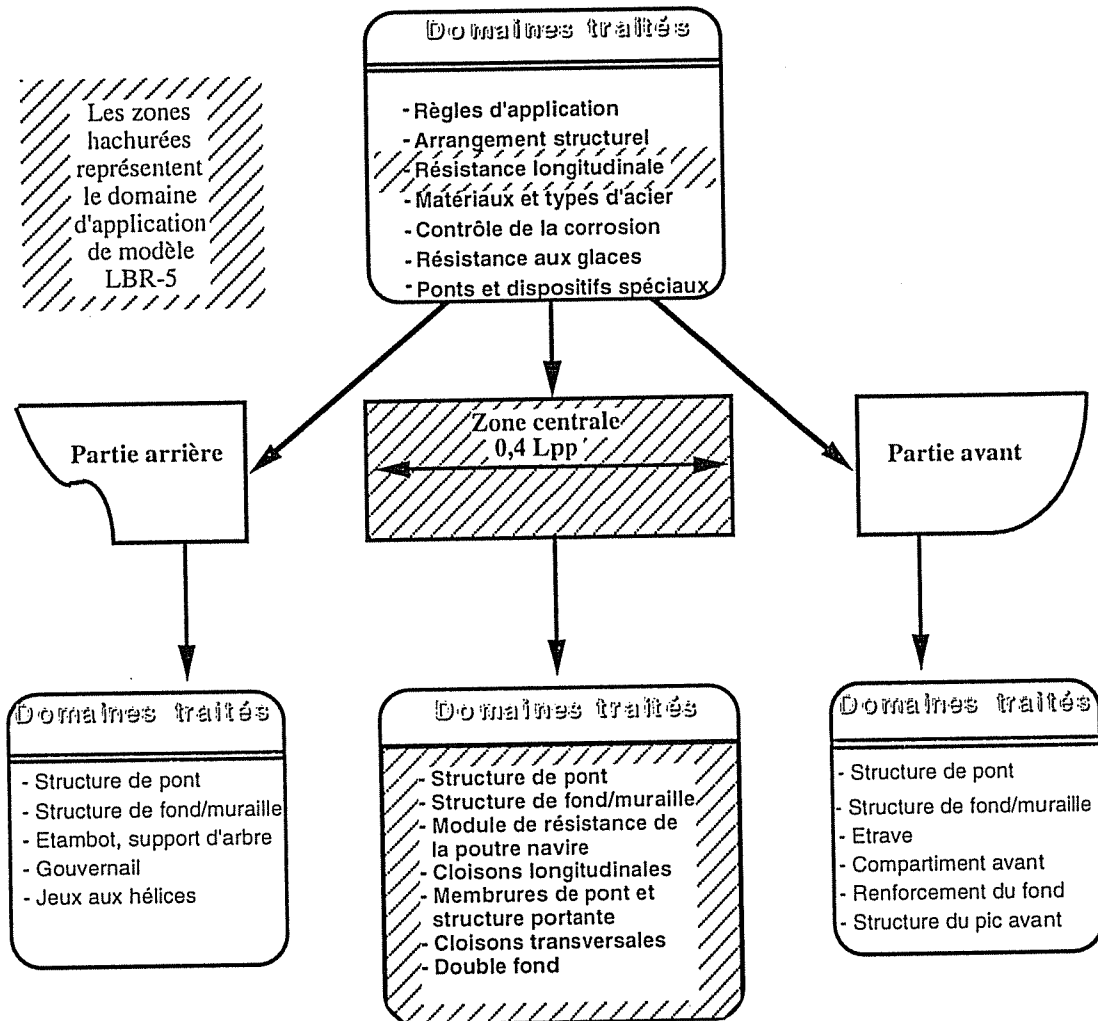 Domaines traités
Les zones
hachurées
représentent
le domaine
d'application
de modèle
LBR-5
- Règles d'application
- Arrangement structurel
- Résistance longitudinale
- Matériaux et types d'acier
- Contrôle de la corrosion
- Résistance aux glaces
- Ponts et dispositifs spéciaux
Partie arrière
Zone centrale
0,4 Lpp
Partie avant
Domaines traités
- Structure de pont
- Structure de fond/muraille
- Etambot, support d'arbre
- Gouvernail
- Jeux aux hélices
Domaines traités
- Structure de pont
- Structure de fond/muraille
- Module de résistance de
la poutre navire
- Cloisons longitudinales
- Membrures de pont et
structure portante
- Cloisons transversales
- Double fond
Domaines traités
- Structure de pont
- Structure de fond/muraille
- Etrave
- Compartiment avant
- Renforcement du fond
- Structure du pic avant